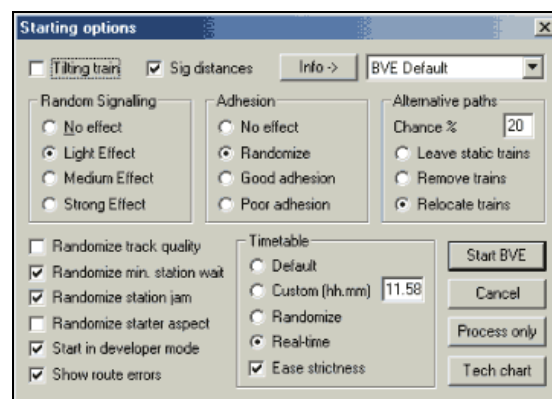 Starting options
Tilting train Sig distances Info -> BVE Default
Random Signalling Adhesion Alternative paths
No effect No effect Chance % 20
Light Effect Randomize Leave static trains
Medium Effect Good adhesion Remove trains
Strong Effect Poor adhesion Relocate trains
Randomize track quality
Randomize min. station wait
Randomize station jam
Randomize starter aspect
Start in developer mode
Show route errors
Timetable
Default
Custom (hh.mm) 11.58
Randomize
Real-time
Ease strictness
Start BVE
Cancel
Process only
Tech chart